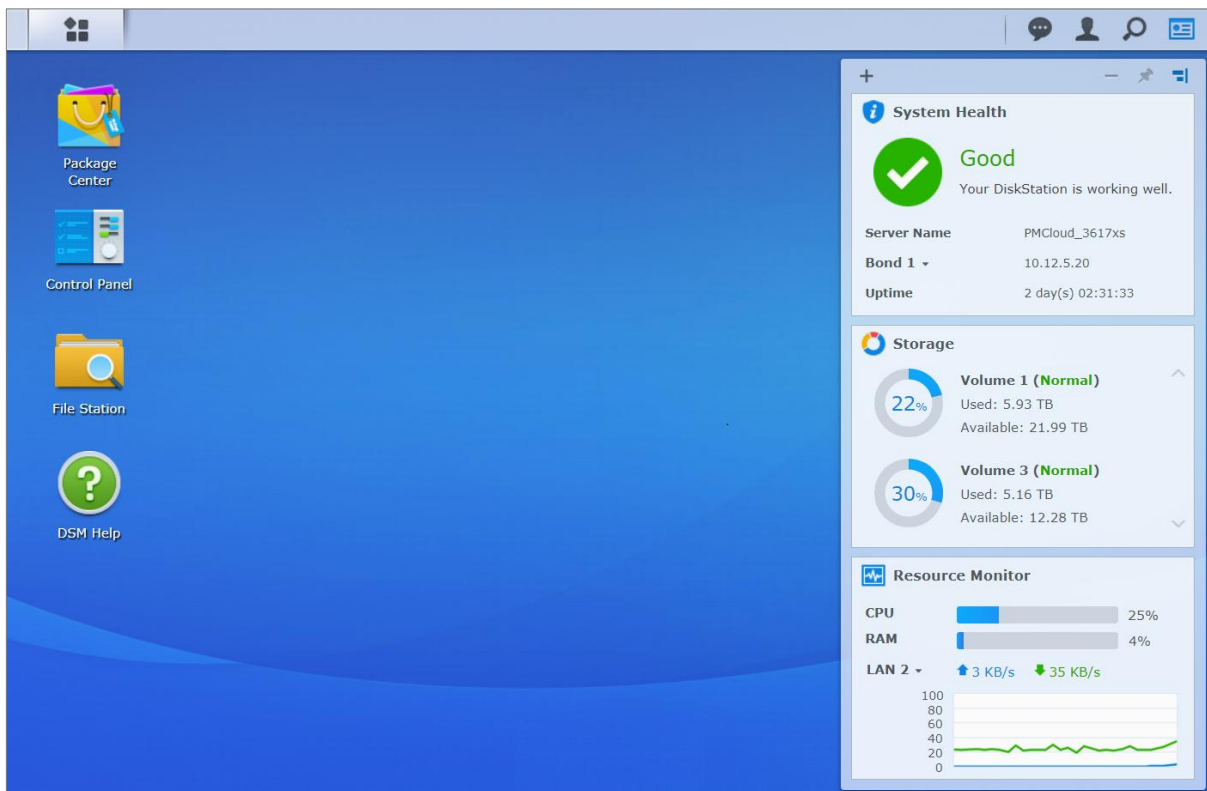 Package
Center
Control Panel
File Station
DSM Help
System Health
Good
Your DiskStation is working well.
Server Name PMCloud_3617xs
Bond 1 10.12.5.20
Uptime 2 day(s) 02:31:33
Storage
22%
Volume 1 (Normal)
Used: 5.93 TB
Available: 21.99 TB
30%
Volume 3 (Normal)
Used: 5.16 TB
Available: 12.28 TB
Resource Monitor
CPU 25%
RAM 4%
LAN 2 3 KB/s 35 KB/s
100
80
60
40
20
0